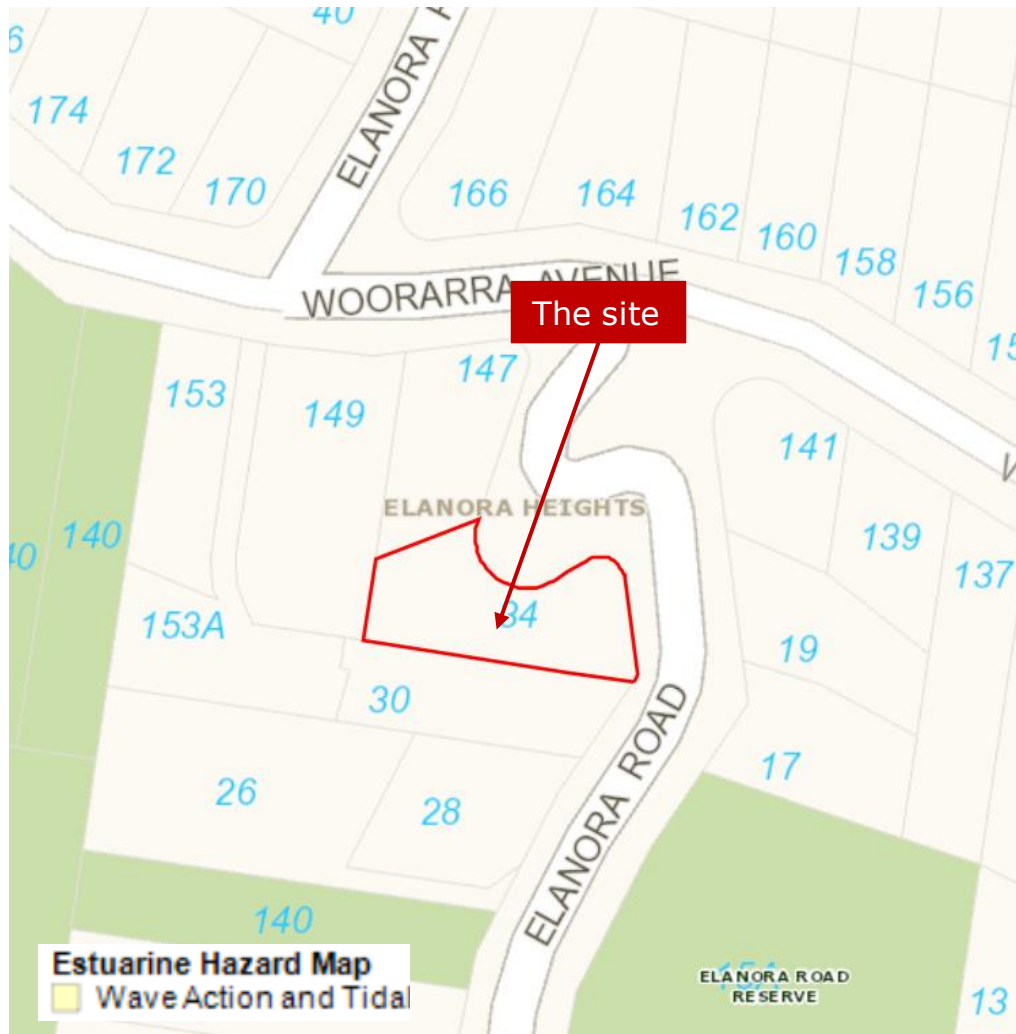 40
6
ELANORA R
174
172
170
166
164
162
160
158
156
15
WOORARRA AVENUE
The site
147
153
149
141
W
ELANORA HEIGHTS
139
140
40
137
34
153A
19
30
ELANORA ROAD
17
26
28
140
Estuarine Hazard Map
Wave Action and Tidal
15A
ELANORA ROAD
RESERVE
13